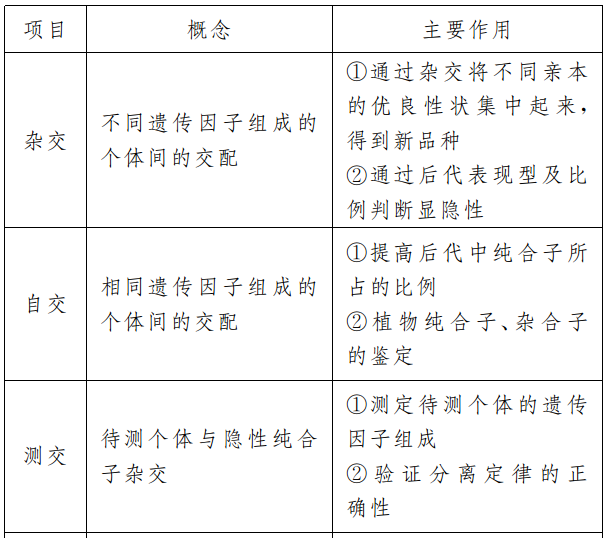 项目
概念
主要作用
杂交
不同遗传因子组成的
个体间的交配
①通过杂交将不同亲本
的优良性状集中起来，
得到新品种
②通过后代表现型及比
例判断显隐性
自交
相同遗传因子组成的
个体间的交配
①提高后代中纯合子所
占的比例
②植物纯合子、杂合子
的鉴定
测交
待测个体与隐性纯合
子杂交
①测定待测个体的遗传
因子组成
②验证分离定律的正
确性